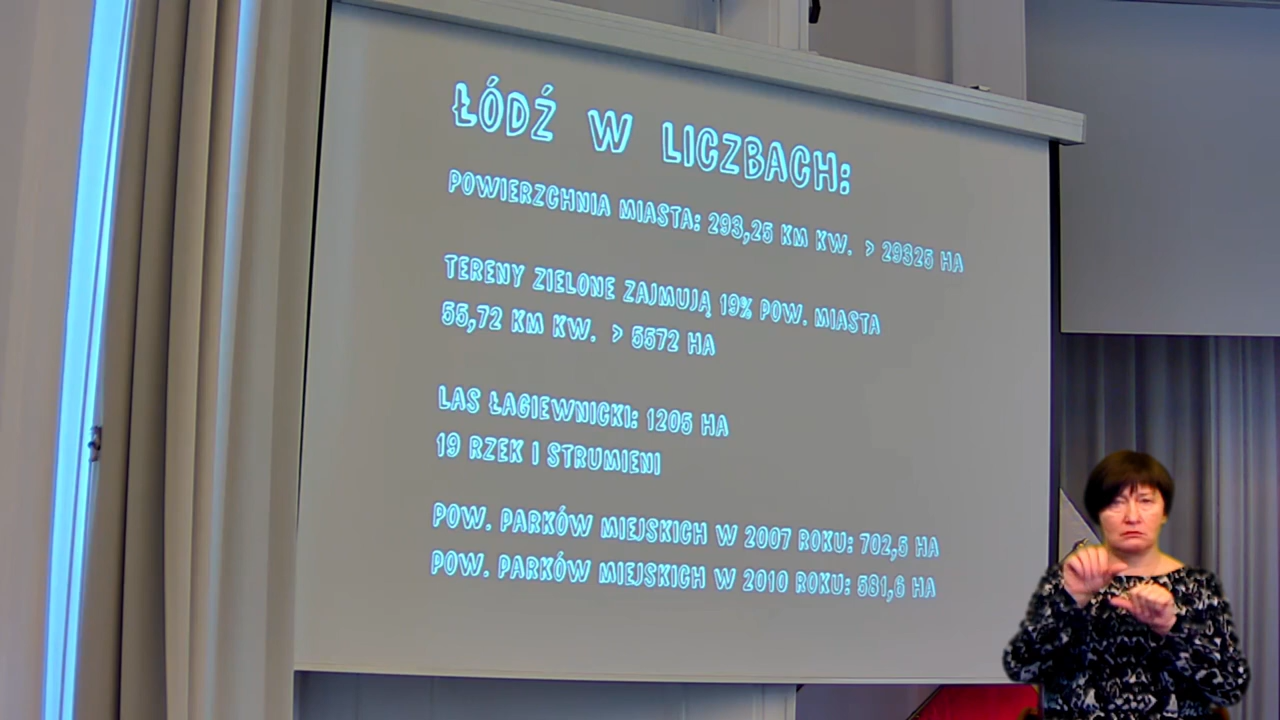 ŁÓDŹ W LICZBACH:
POWIERZCHNIA MIASTA: 293,25 KM KW. > 29325 HA
TERENY ZIELONE ZAJMUJĄ 19% POW. MIASTA
55,72 KM KW. > 5572 HA
LAS ŁAGIEWNICKI: 1205 HA
19 RZEK I STRUMIENI
POW. PARKÓW MIEJSKICH W 2007 ROKU: 702,5 HA
POW. PARKÓW MIEJSKICH W 2010 ROKU: 581,6 HA